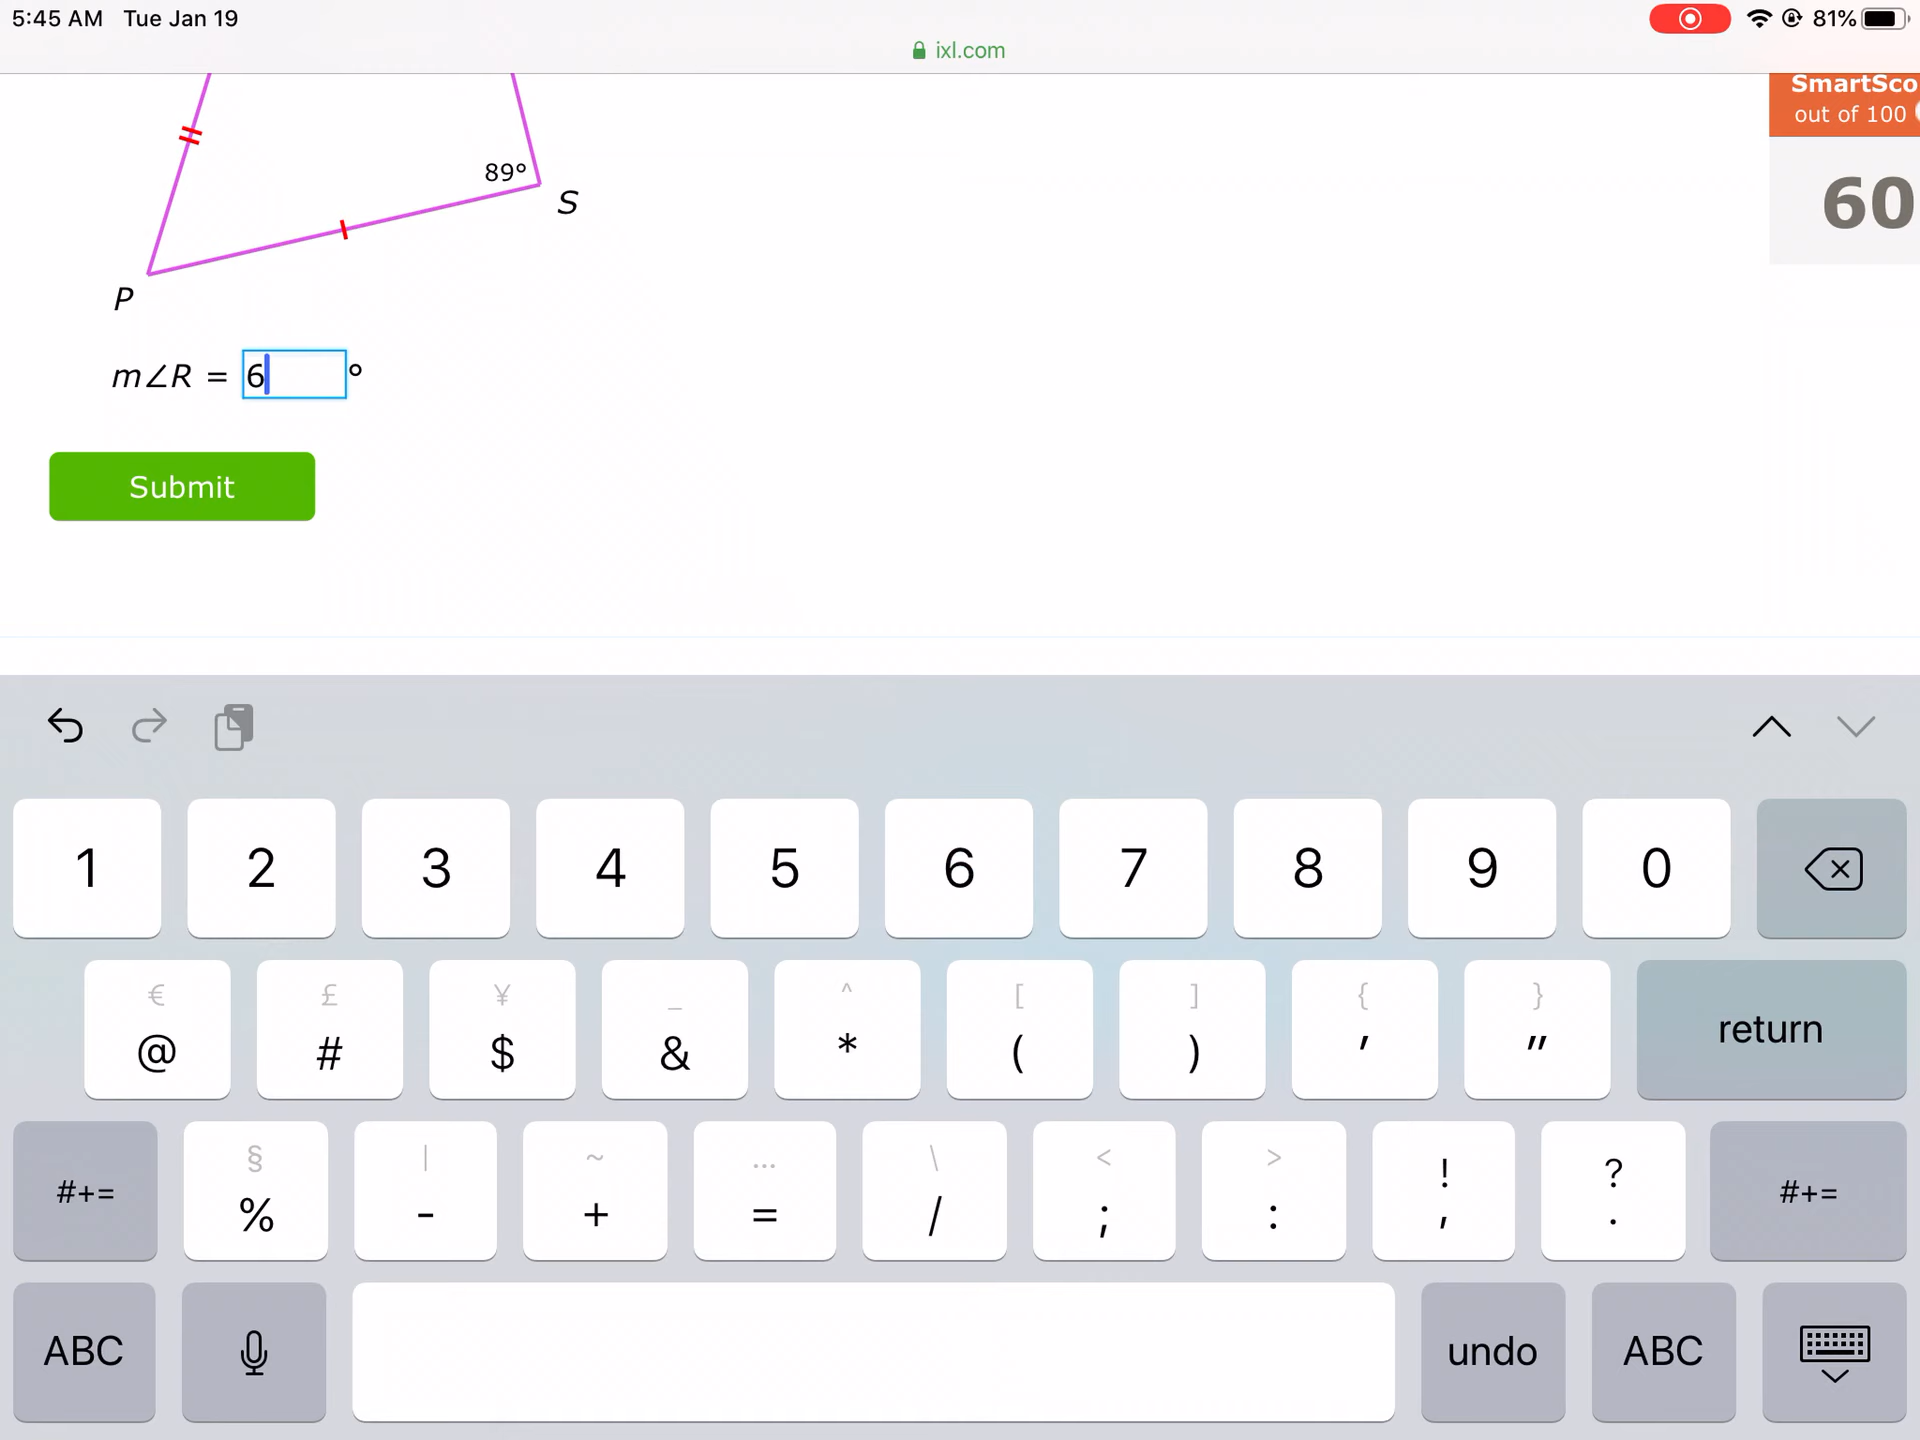 5:45 AM Tue Jan 19
81%
ixl.com
SmartSco
out of 100
60
89°
S
P
m∠R = 6 °
Submit
1 2 3 4 5 6 7 8 9 0
€ £ ¥ _ ^ [ ] { }
@ # $ & * ( ) ' " return
§ | ~ ... \ < > ! ?
#+= % - + = / ; : , . #+=
ABC undo ABC